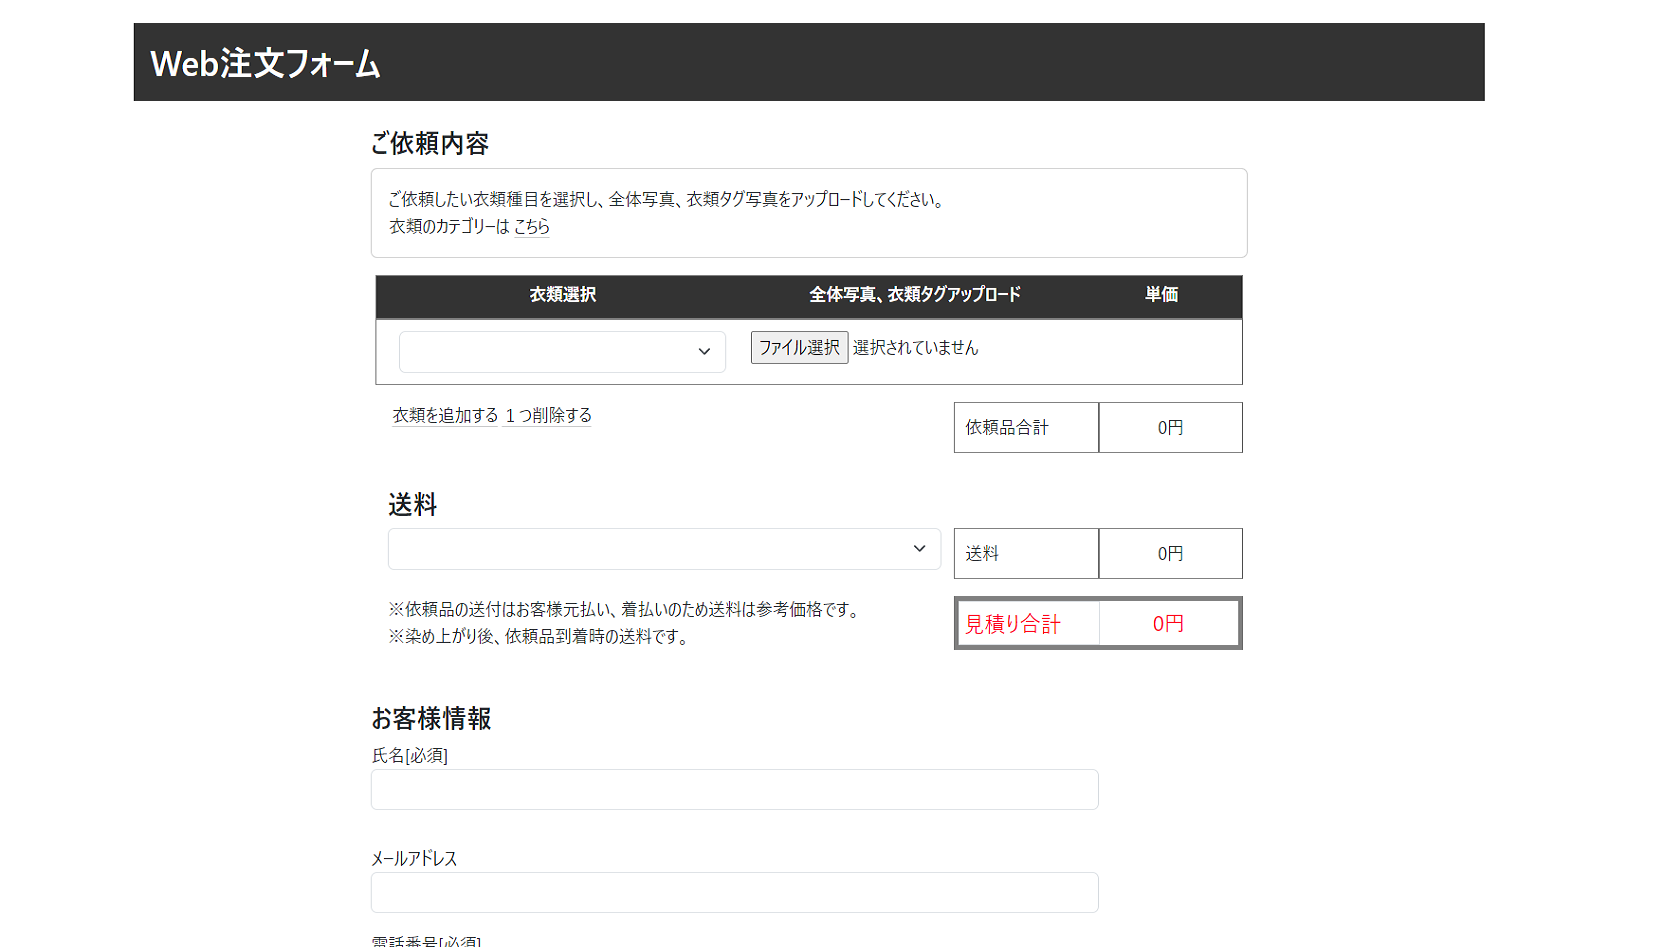 Web注文フォーム
ご依頼内容
ご依頼したい衣類種目を選択し、全体写真、衣類タグ写真をアップロードしてください。
衣類のカテゴリーは こちら
衣類選択 全体写真、衣類タグアップロード 単価
ファイル選択 選択されていません
衣類を追加する １つ削除する
依頼品合計 0円
送料
送料 0円
※依頼品の送付はお客様元払い、着払いのため送料は参考価格です。
※染め上がり後、依頼品到着時の送料です。
見積り合計 0円
お客様情報
氏名[必須]
メールアドレス
電話番号[必須]